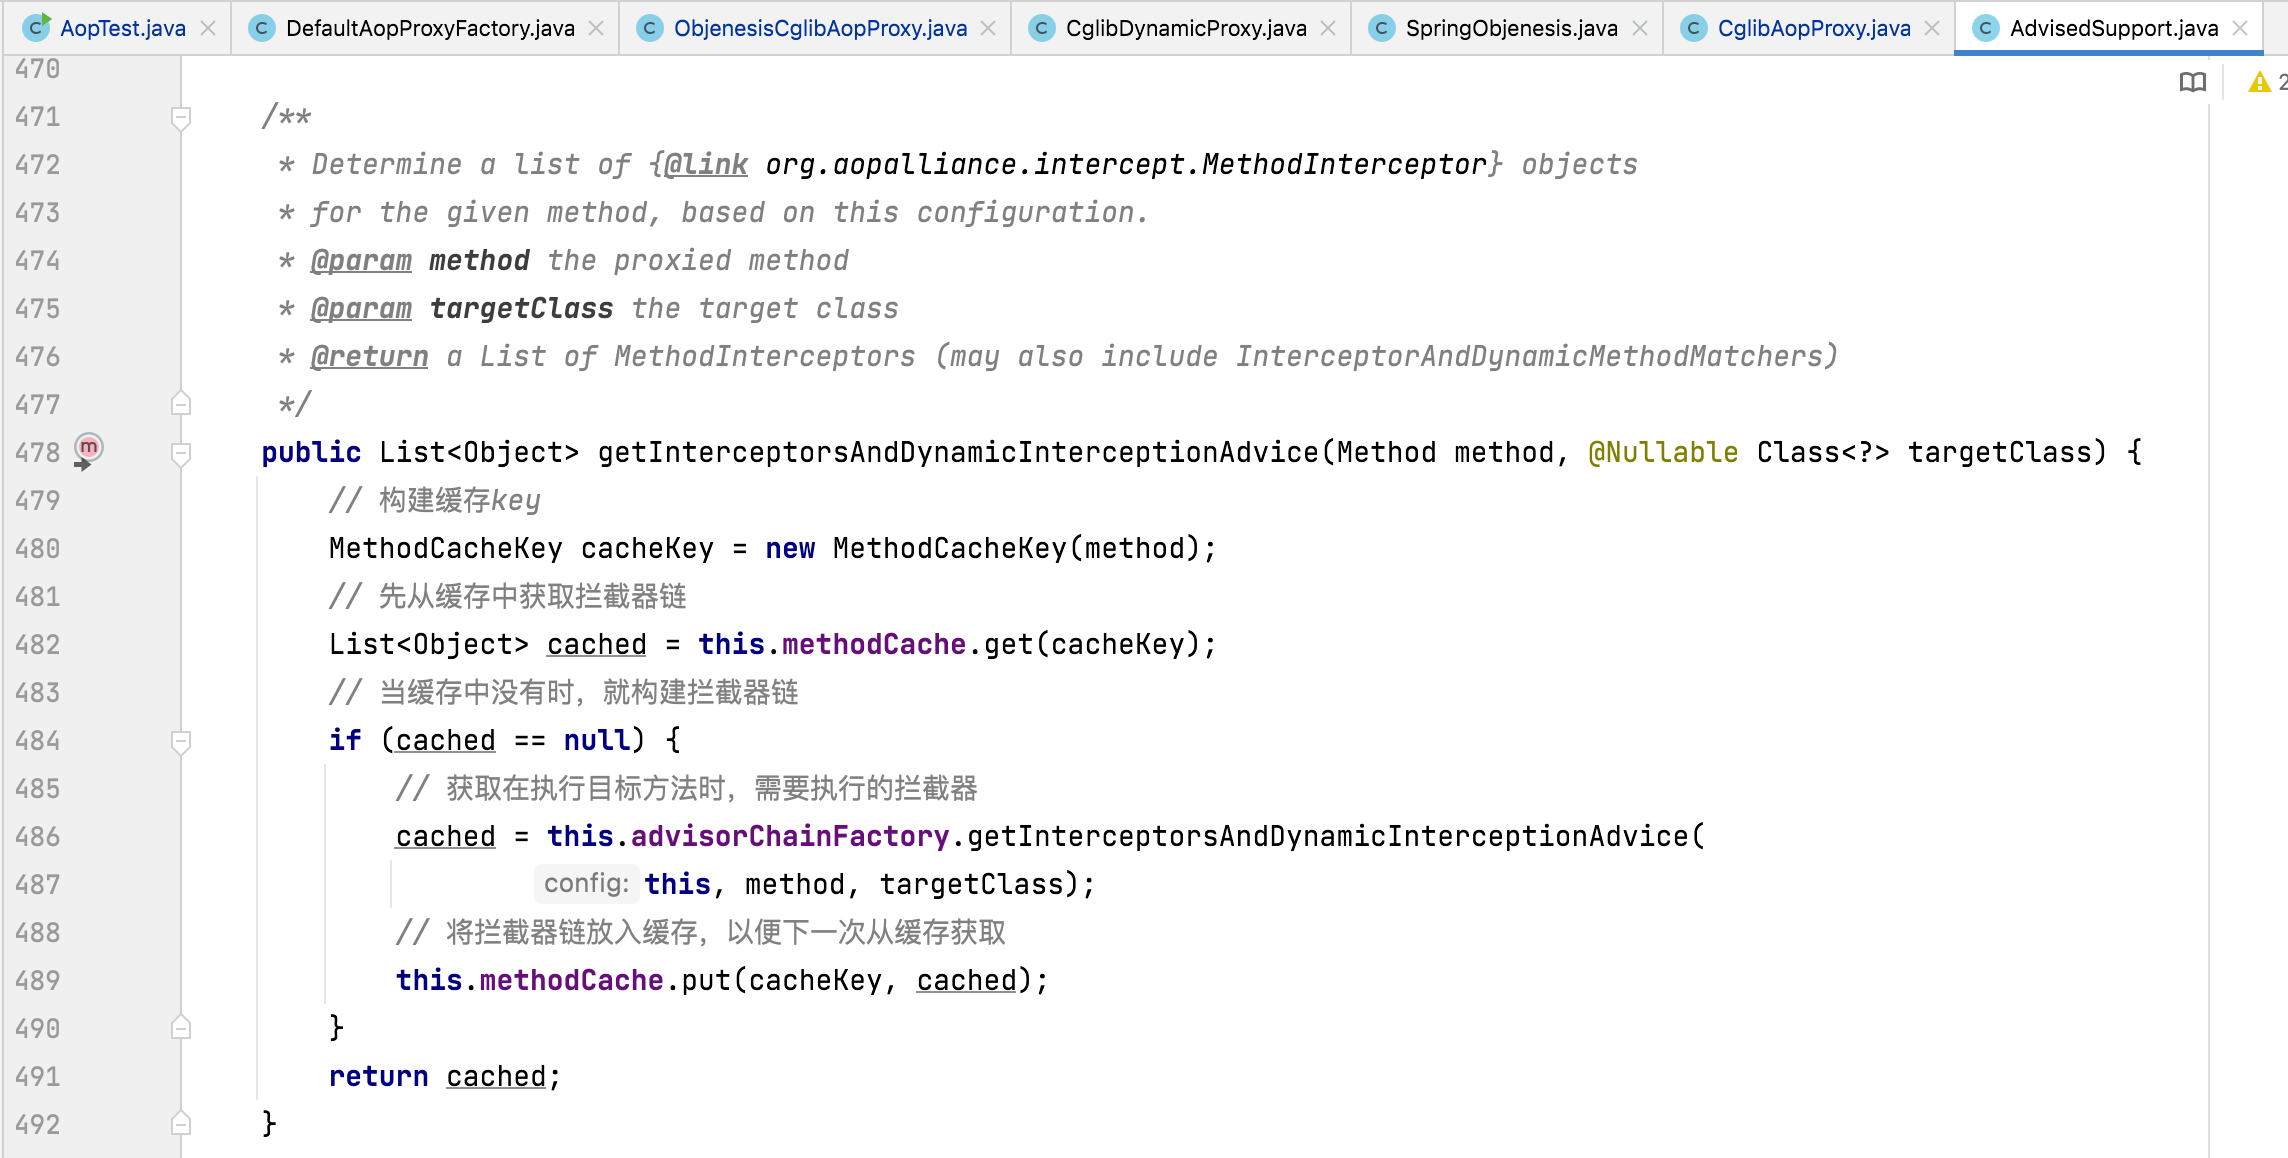 AopTest.java DefaultAopProxyFactory.java ObjenesisCglibAopProxy.java CglibDynamicProxy.java SpringObjenesis.java CglibAopProxy.java AdvisedSupport.java
470
2
471 /**
472 * Determine a list of {@link org.aopalliance.intercept.MethodInterceptor} objects
473 * for the given method, based on this configuration.
474 * @param method the proxied method
475 * @param targetClass the target class
476 * @return a List of MethodInterceptors (may also include InterceptorAndDynamicMethodMatchers)
477 */
478 public List<Object> getInterceptorsAndDynamicInterceptionAdvice(Method method, @Nullable Class<?> targetClass) {
479 // 构建缓存key
480 MethodCacheKey cacheKey = new MethodCacheKey(method);
481 // 先从缓存中获取拦截器链
482 List<Object> cached = this.methodCache.get(cacheKey);
483 // 当缓存中没有时，就构建拦截器链
484 if (cached == null) {
485 // 获取在执行目标方法时，需要执行的拦截器
486 cached = this.advisorChainFactory.getInterceptorsAndDynamicInterceptionAdvice(
487 config: this, method, targetClass);
488 // 将拦截器链放入缓存，以便下一次从缓存获取
489 this.methodCache.put(cacheKey, cached);
490 }
491 return cached;
492 }